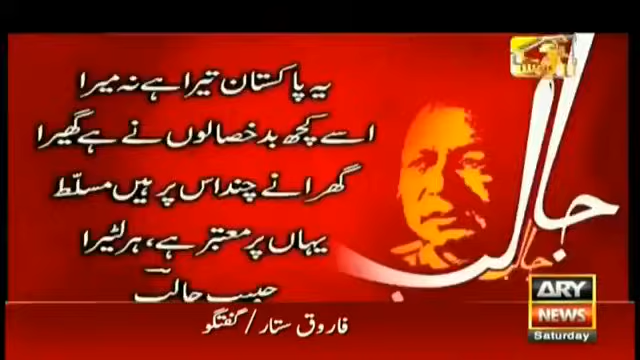 یہ پاکستان تیرا ہے نہ میرا
اسے کچھ بدخصالوں نے ہے گھیرا
گھرانے چند اس پر ہیں مسلّط
یہاں پر معتبر ہے، ہر لٹیرا
حبیب جالب
جالب
جالب
فاروق ستار/گفتگو
ARY
NEWS
Saturday